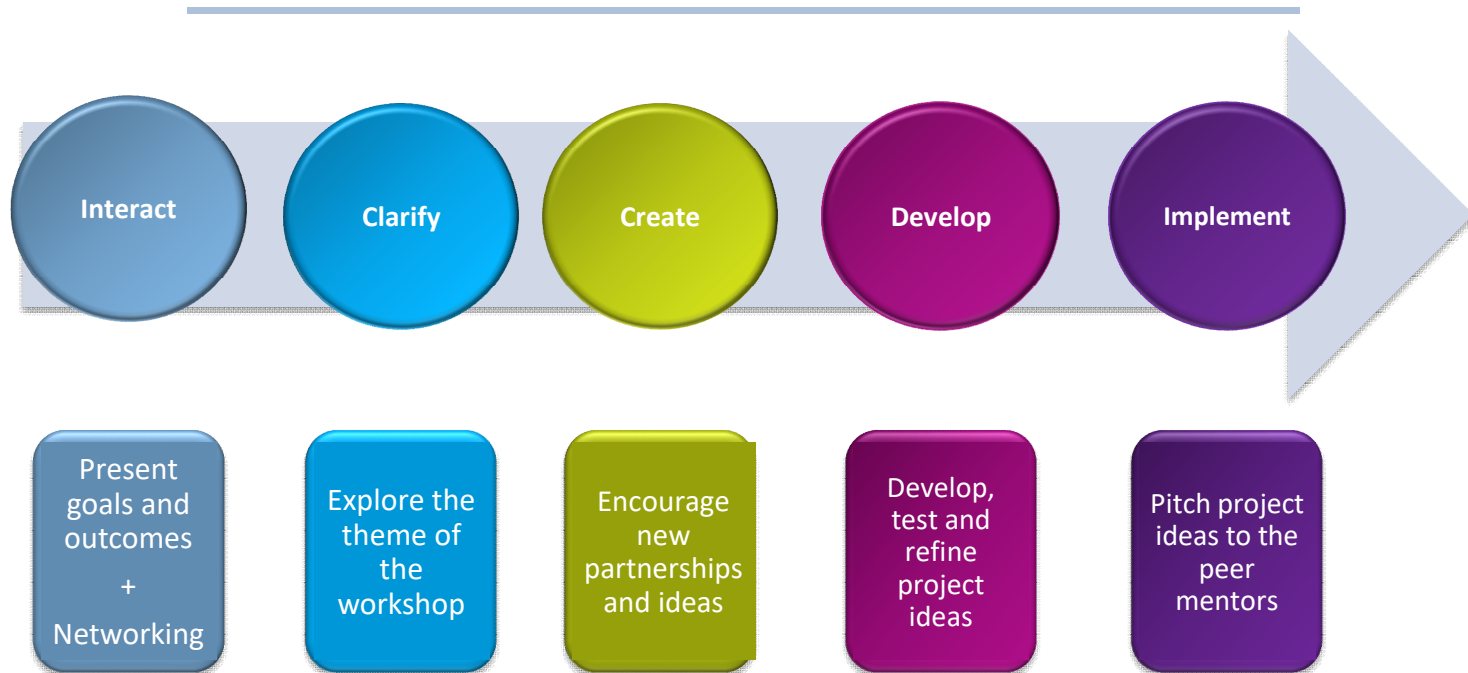 Interact
Clarify
Create
Develop
Implement
Present
goals and
outcomes
+
Networking
Explore the
theme of
the
workshop
Encourage
new
partnerships
and ideas
Develop,
test and
refine
project
ideas
Pitch project
ideas to the
peer
mentors